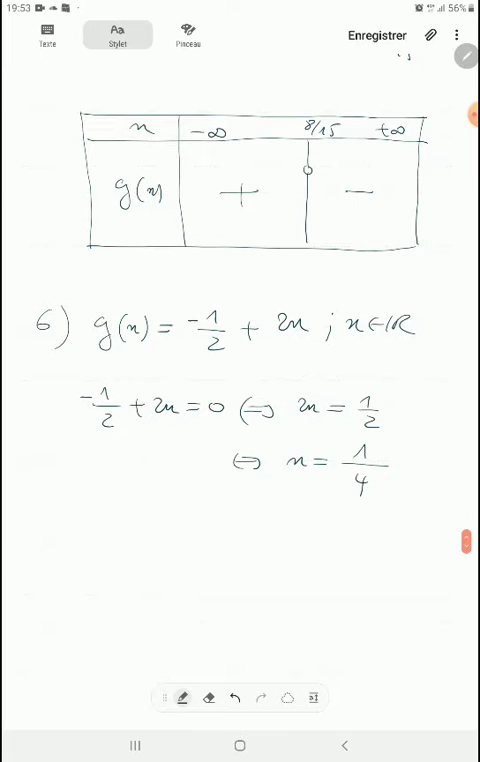 19:53 56%
Texte Aa Stylet Pinceau Enregistrer
x -∞ 8/15 +∞
g(x) + -
6) g(x) = -1/2 + 2x ; x ∈ ℝ
-1/2 + 2x = 0 ⟺ 2x = 1/2
⟺ x = 1/4